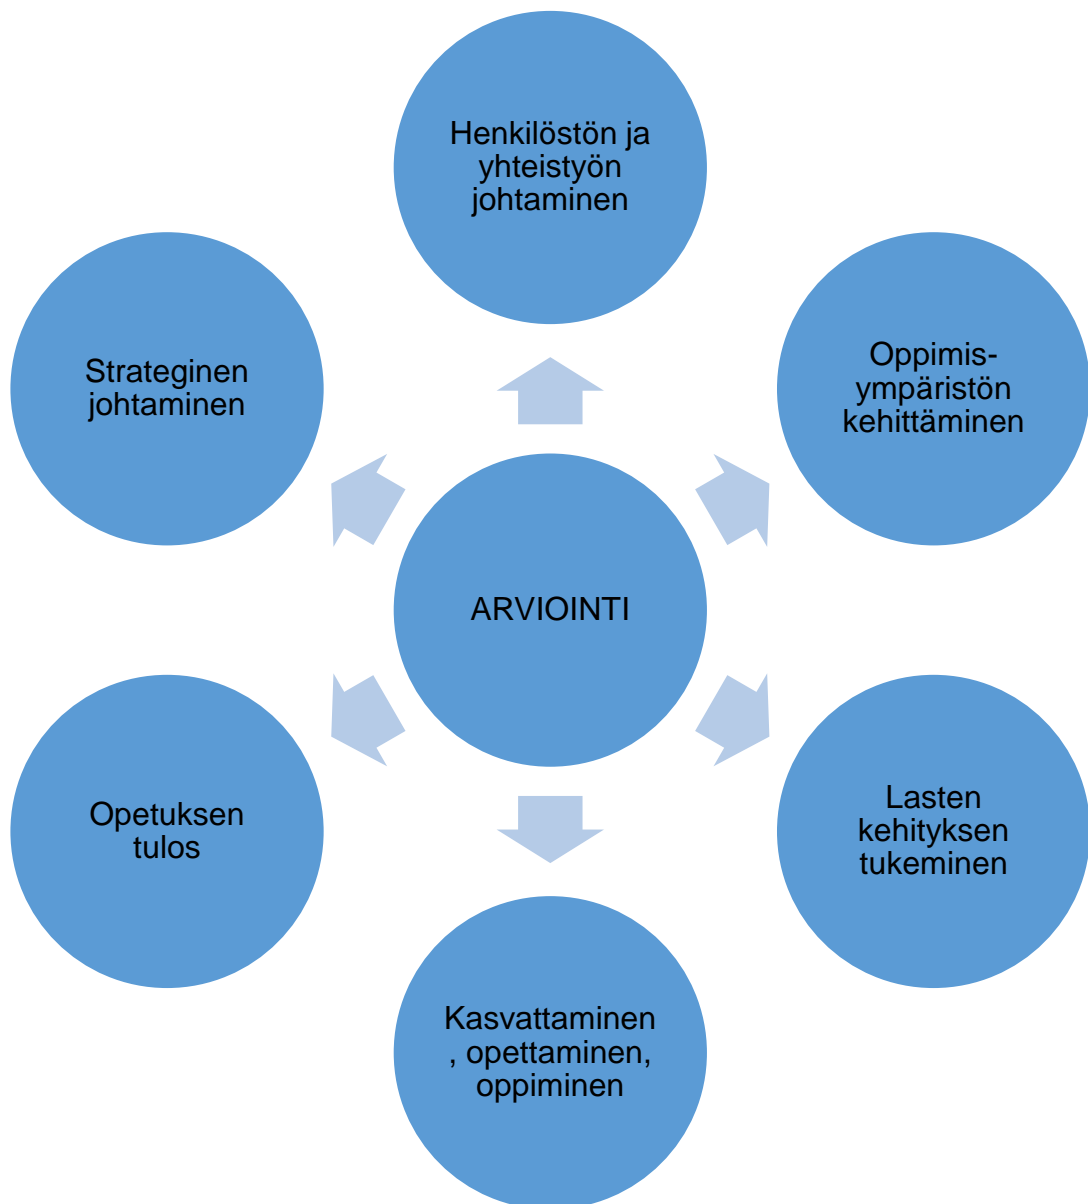 Henkilöstön ja
yhteistyön
johtaminen
Strateginen
johtaminen
Oppimis-
ympäristön
kehittäminen
ARVIOINTI
Opetuksen
tulos
Lasten
kehityksen
tukeminen
Kasvattaminen
, opettaminen,
oppiminen